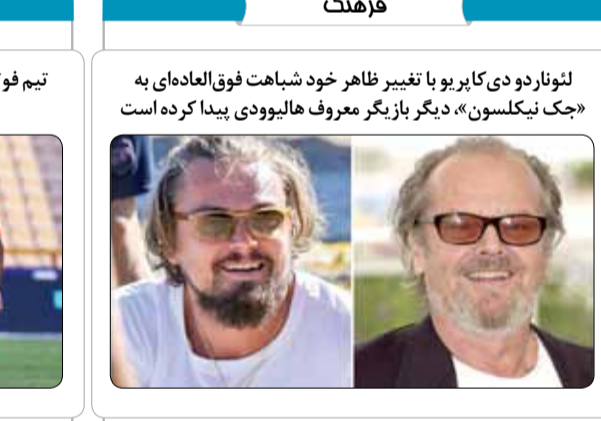 فرهنگ
لئوناردو دی‌کاپریو با تغییر ظاهر خود شباهت فوق‌العاده‌ای به
«جک نیکلسون»، دیگر بازیگر معروف هالیوودی پیدا کرده است
تیم